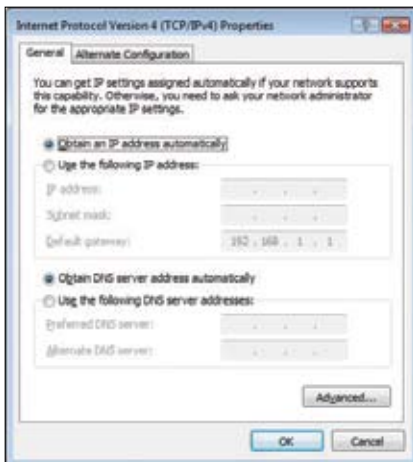 Internet Protocol Version 4 (TCP/IPv4) Properties
General
Alternate Configuration
You can get IP settings assigned automatically if your network supports
this capability. Otherwise, you need to ask your network administrator
for the appropriate IP settings.
Obtain an IP address automatically
Use the following IP address:
IP address:
Subnet mask:
Default gateway:
192 . 168 . 1 . 1
Obtain DNS server address automatically
Use the following DNS server addresses:
Preferred DNS server:
Alternate DNS server:
Advanced...
OK
Cancel